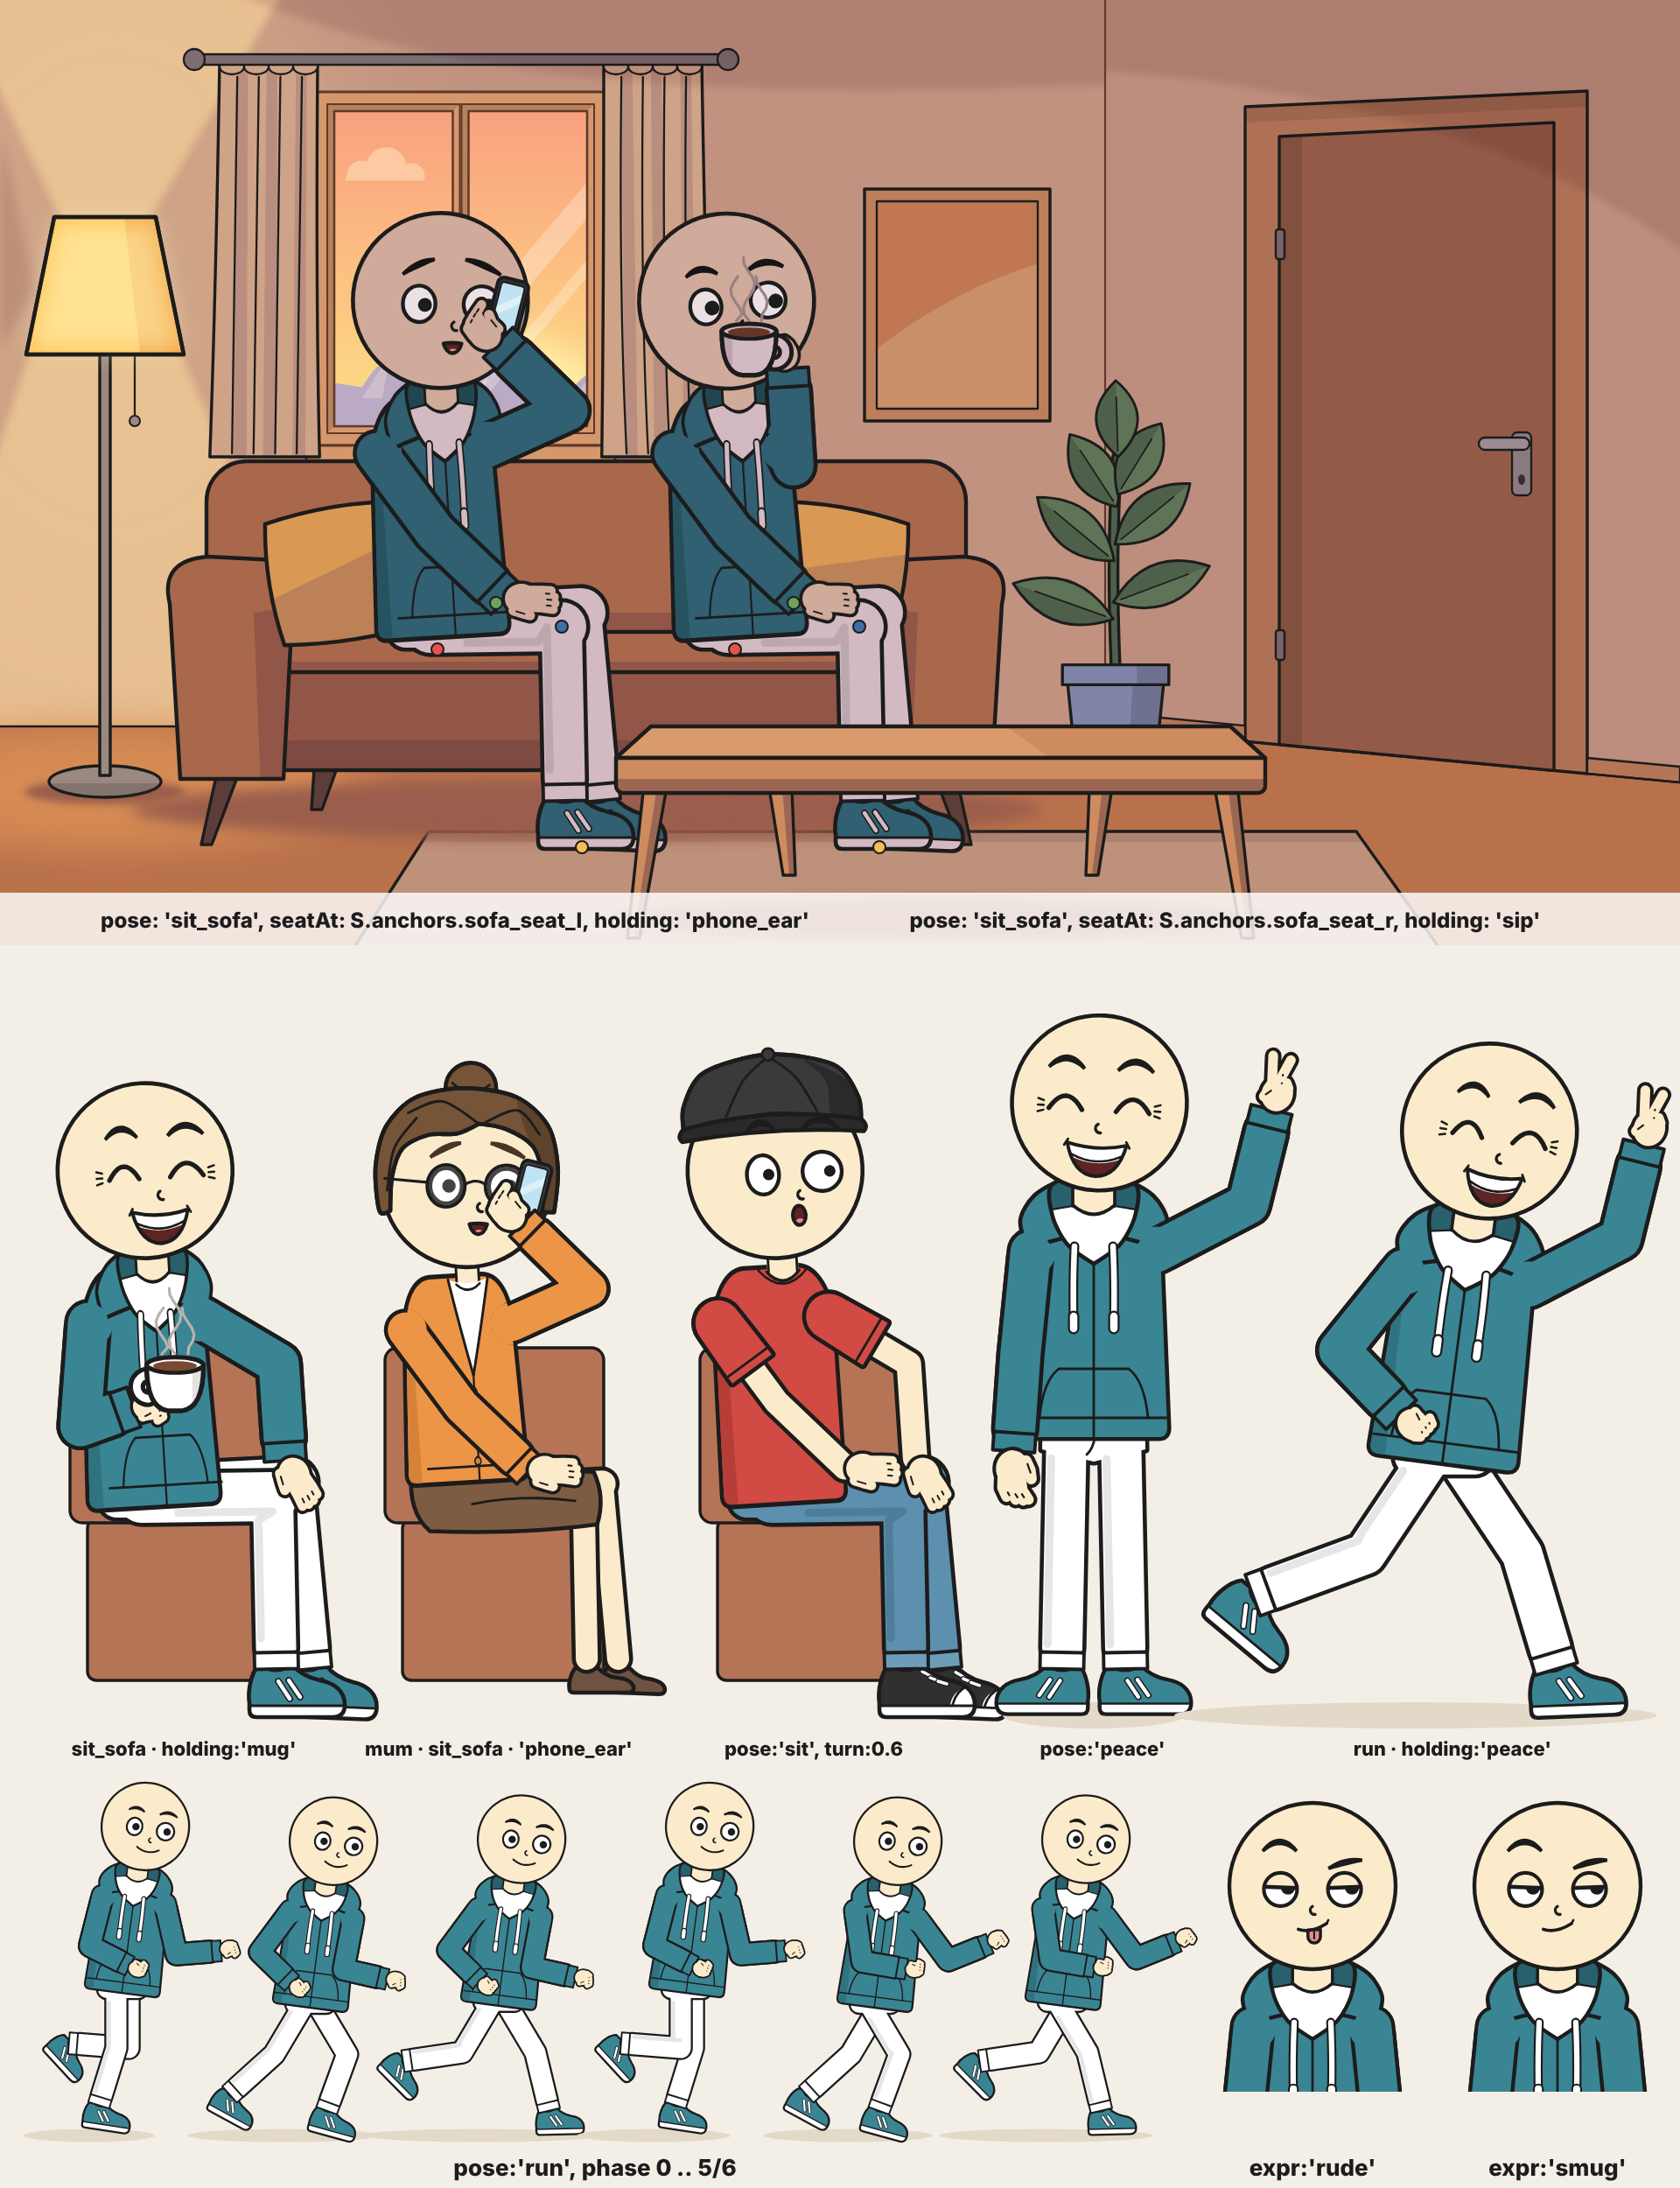 pose: 'sit_sofa', seatAt: S.anchors.sofa_seat_l, holding: 'phone_ear'
pose: 'sit_sofa', seatAt: S.anchors.sofa_seat_r, holding: 'sip'
sit_sofa · holding:'mug'
mum · sit_sofa · 'phone_ear'
pose:'sit', turn:0.6
pose:'peace'
run · holding:'peace'
pose:'run', phase 0 .. 5/6
expr:'rude'
expr:'smug'